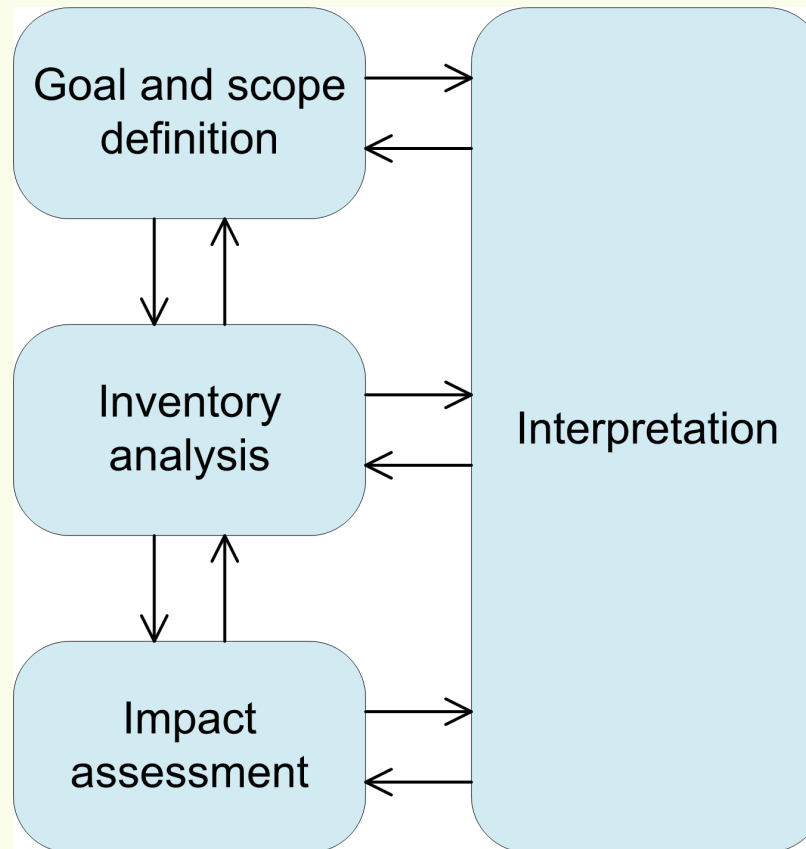 Goal and scope
definition
Inventory
analysis
Interpretation
Impact
assessment